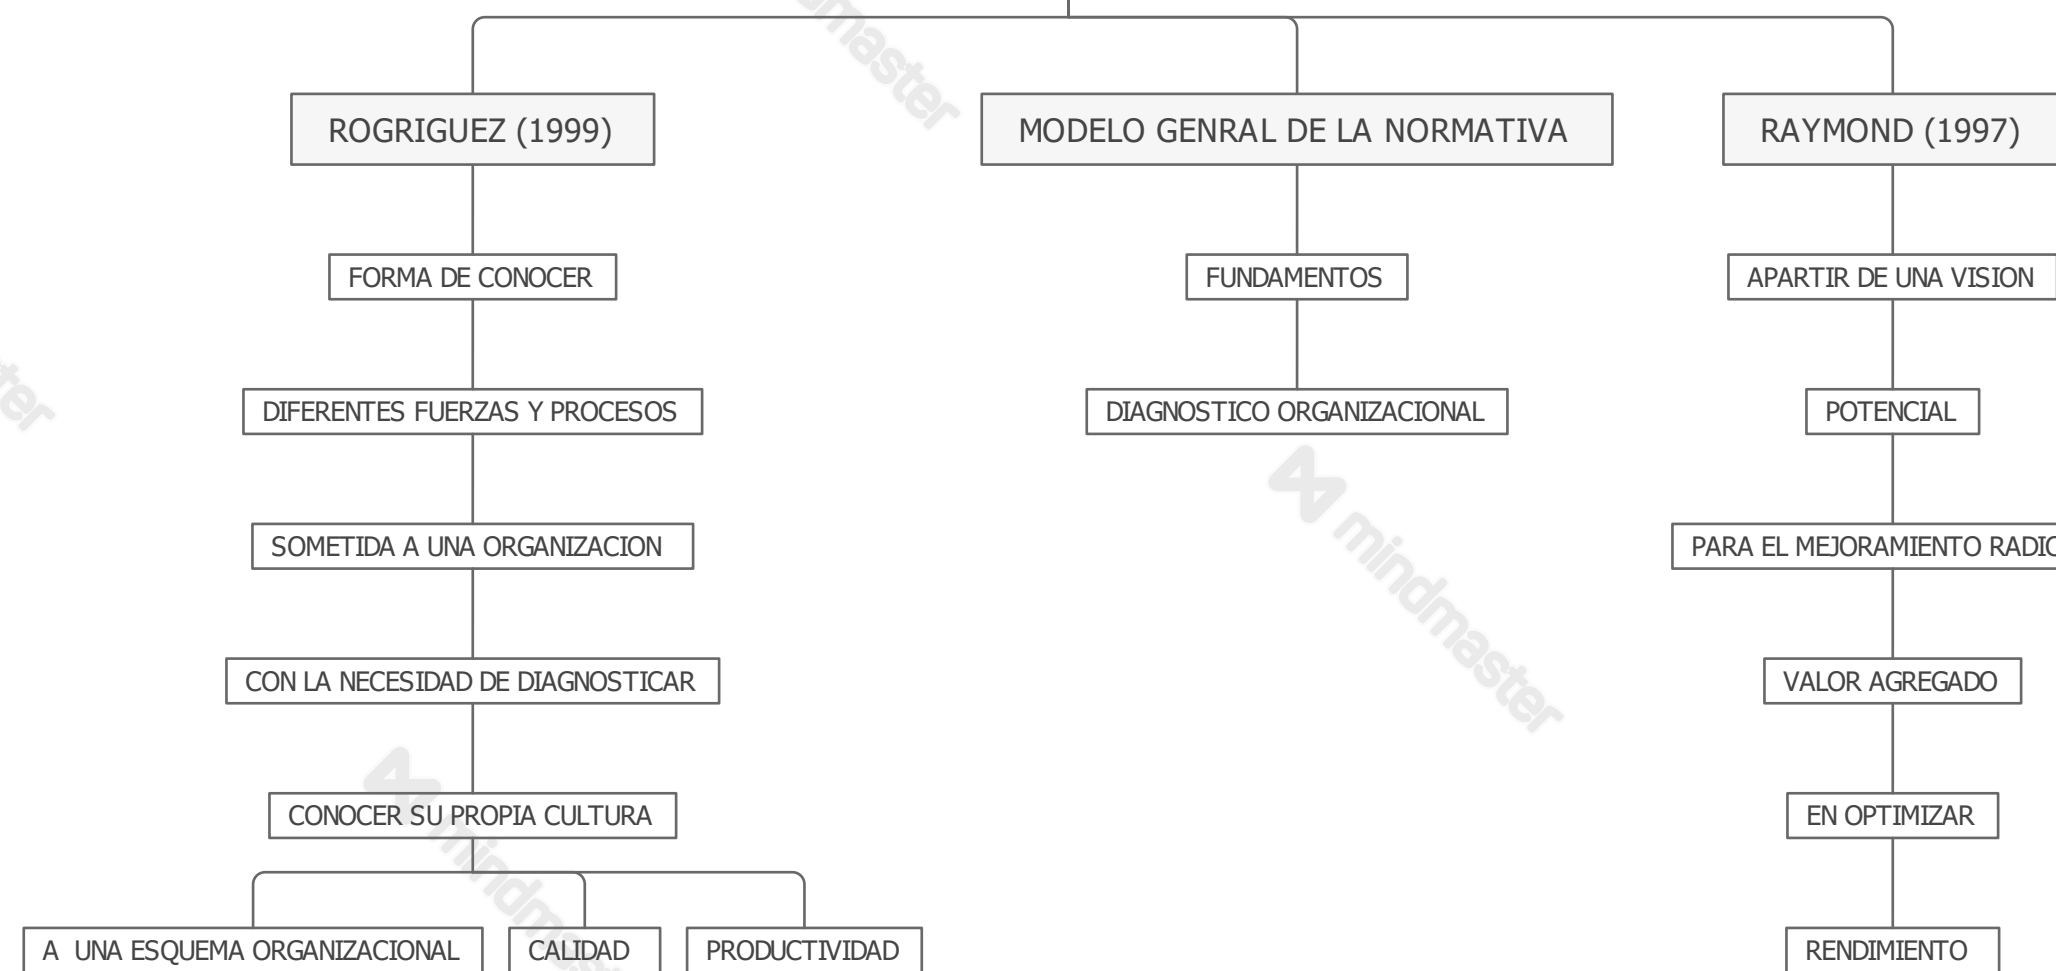 ROGRIGUEZ (1999)
MODELO GENRAL DE LA NORMATIVA
RAYMOND (1997)
FORMA DE CONOCER
FUNDAMENTOS
APARTIR DE UNA VISION
DIFERENTES FUERZAS Y PROCESOS
DIAGNOSTICO ORGANIZACIONAL
POTENCIAL
SOMETIDA A UNA ORGANIZACION
PARA EL MEJORAMIENTO
CON LA NECESIDAD DE DIAGNOSTICAR
VALOR AGREGADO
CONOCER SU PROPIA CULTURA
EN OPTIMIZAR
A UNA ESQUEMA ORGANIZACIONAL
CALIDAD
PRODUCTIVIDAD
RENDIMIENTO
mindmaster
mindmaster